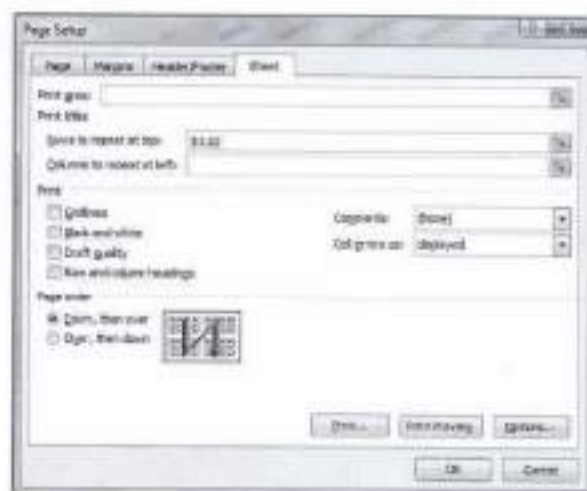 Page Setup
Page Margins Header/Footer Sheet
Print area:
Print titles
Rows to repeat at top:
Columns to repeat at left:
Print
Gridlines
Black and white
Draft quality
Row and column headings
Comments: (None)
Cell errors as: displayed
Page order
Down, then over
Over, then down
Print... Print Preview Options...
OK Cancel